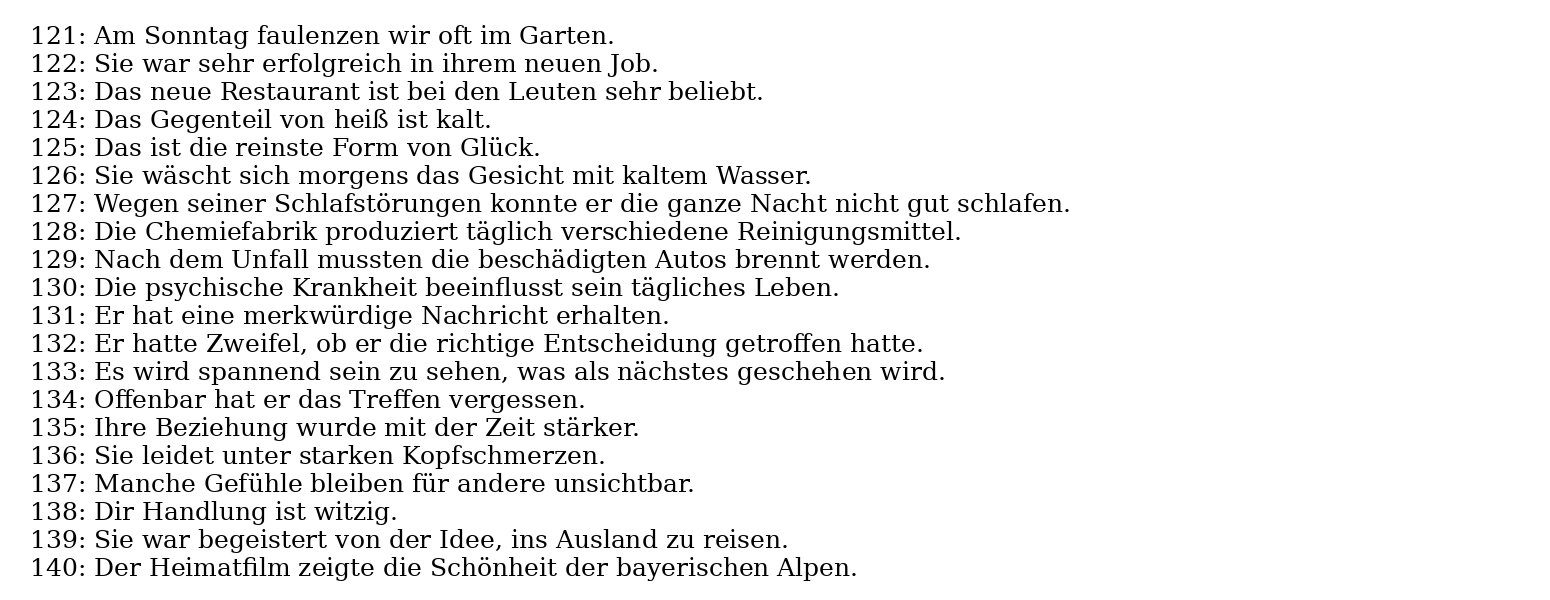 121: Am Sonntag faulenzen wir oft im Garten.
122: Sie war sehr erfolgreich in ihrem neuen Job.
123: Das neue Restaurant ist bei den Leuten sehr beliebt.
124: Das Gegenteil von heiß ist kalt.
125: Das ist die reinste Form von Glück.
126: Sie wäscht sich morgens das Gesicht mit kaltem Wasser.
127: Wegen seiner Schlafstörungen konnte er die ganze Nacht nicht gut schlafen.
128: Die Chemiefabrik produziert täglich verschiedene Reinigungsmittel.
129: Nach dem Unfall mussten die beschädigten Autos brennt werden.
130: Die psychische Krankheit beeinflusst sein tägliches Leben.
131: Er hat eine merkwürdige Nachricht erhalten.
132: Er hatte Zweifel, ob er die richtige Entscheidung getroffen hatte.
133: Es wird spannend sein zu sehen, was als nächstes geschehen wird.
134: Offenbar hat er das Treffen vergessen.
135: Ihre Beziehung wurde mit der Zeit stärker.
136: Sie leidet unter starken Kopfschmerzen.
137: Manche Gefühle bleiben für andere unsichtbar.
138: Dir Handlung ist witzig.
139: Sie war begeistert von der Idee, ins Ausland zu reisen.
140: Der Heimatfilm zeigte die Schönheit der bayerischen Alpen.